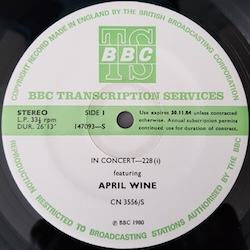 COPYRIGHT RECORD MADE IN ENGLAND BY THE BRITISH BROADCASTING CORPORATION
TS
BBC
BBC TRANSCRIPTION SERVICES
STEREO
L.P. 33⅓ rpm
DUR. 26'13"
SIDE 1
147093—S
Use expires 30.11.84 unless contracted
otherwise. Annual subscription permits
continued use for duration of contract.
IN CONCERT—228 (i)
featuring
APRIL WINE
CN 3556/S
℗ BBC 1980
REPRODUCTION RESTRICTED TO BROADCASTING STATIONS AUTHORISED BY THE BBC